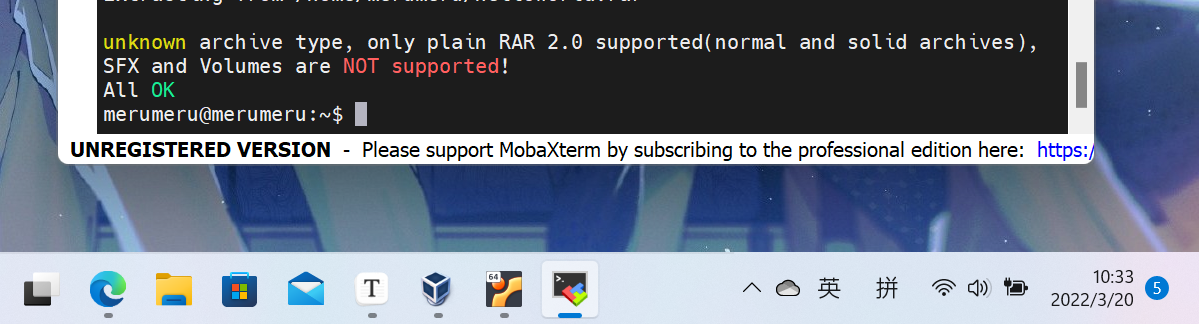 unknown archive type, only plain RAR 2.0 supported(normal and solid archives),
SFX and Volumes are NOT supported!
All OK
merumeru@merumeru:~$
UNREGISTERED VERSION - Please support MobaXterm by subscribing to the professional edition here: https:/
T
64
>_
英 拼
10:33
2022/3/20
5